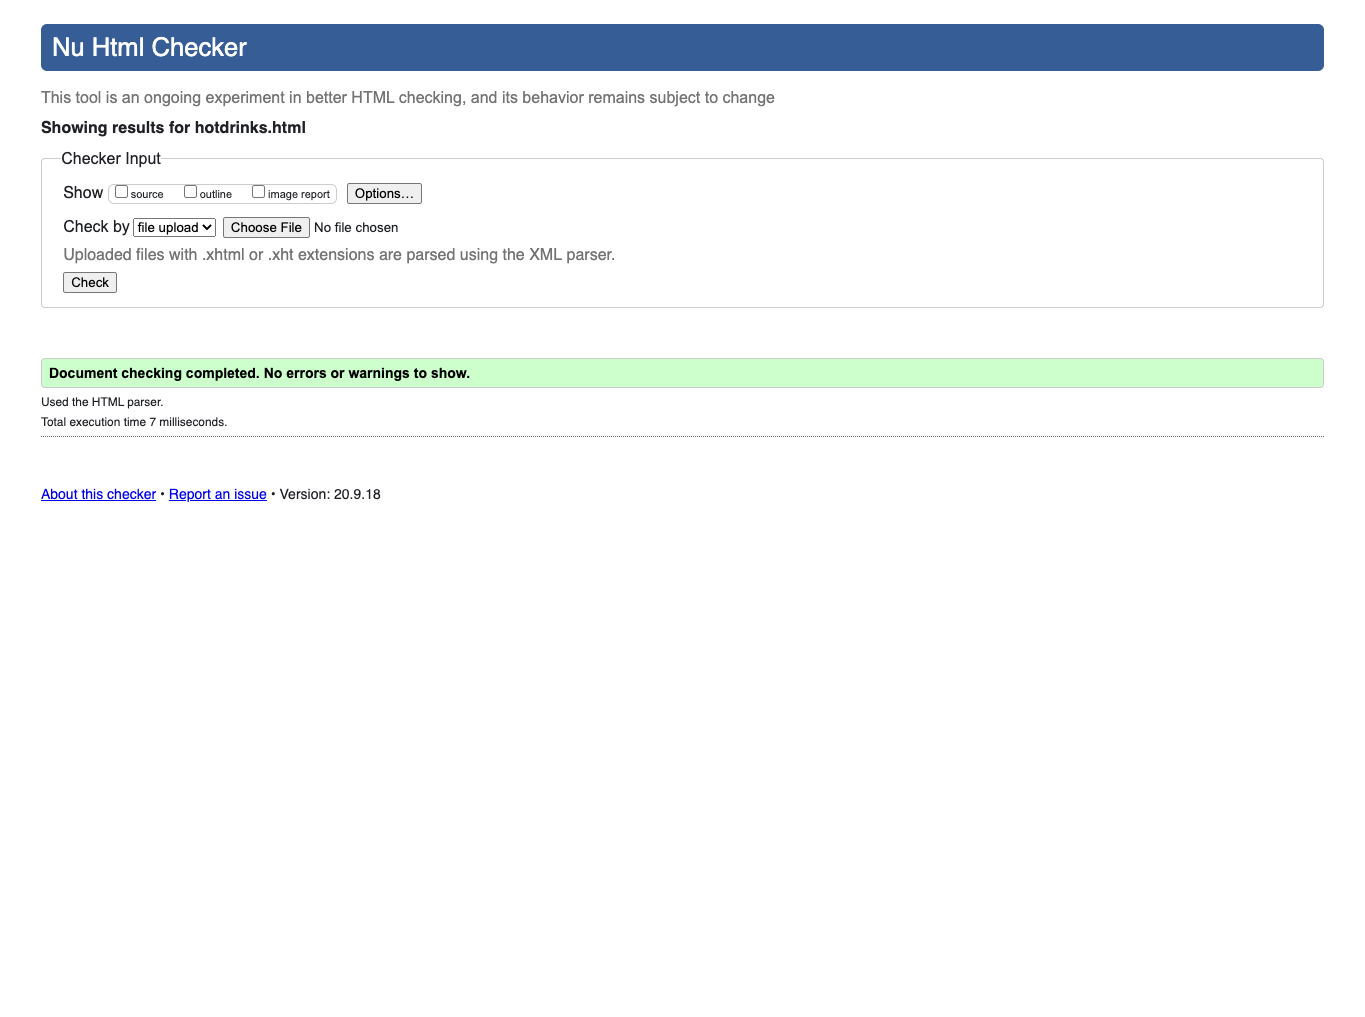 Nu Html Checker
This tool is an ongoing experiment in better HTML checking, and its behavior remains subject to change
Showing results for hotdrinks.html
Checker Input
Show source outline image report Options…
Check by file upload Choose File No file chosen
Uploaded files with .xhtml or .xht extensions are parsed using the XML parser.
Check
Document checking completed. No errors or warnings to show.
Used the HTML parser.
Total execution time 7 milliseconds.
About this checker • Report an issue • Version: 20.9.18